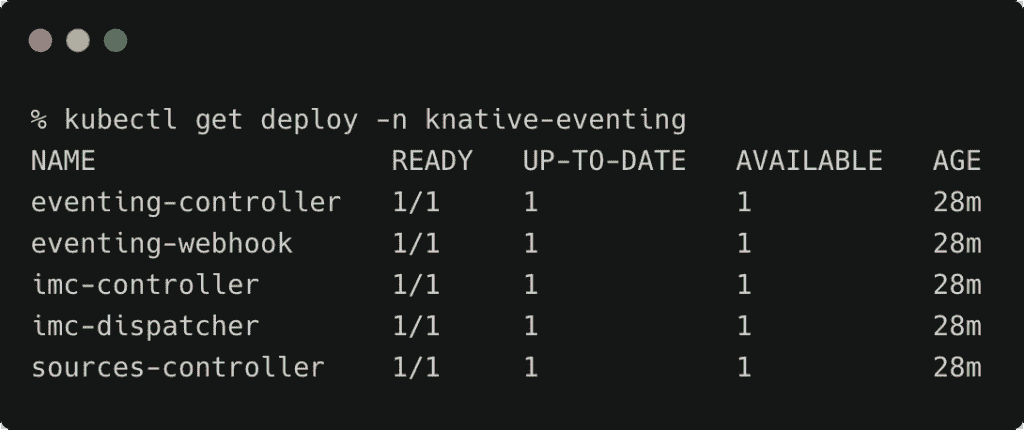 % kubectl get deploy -n knative-eventing
NAME                  READY   UP-TO-DATE   AVAILABLE   AGE
eventing-controller   1/1     1            1           28m
eventing-webhook      1/1     1            1           28m
imc-controller        1/1     1            1           28m
imc-dispatcher        1/1     1            1           28m
sources-controller    1/1     1            1           28m